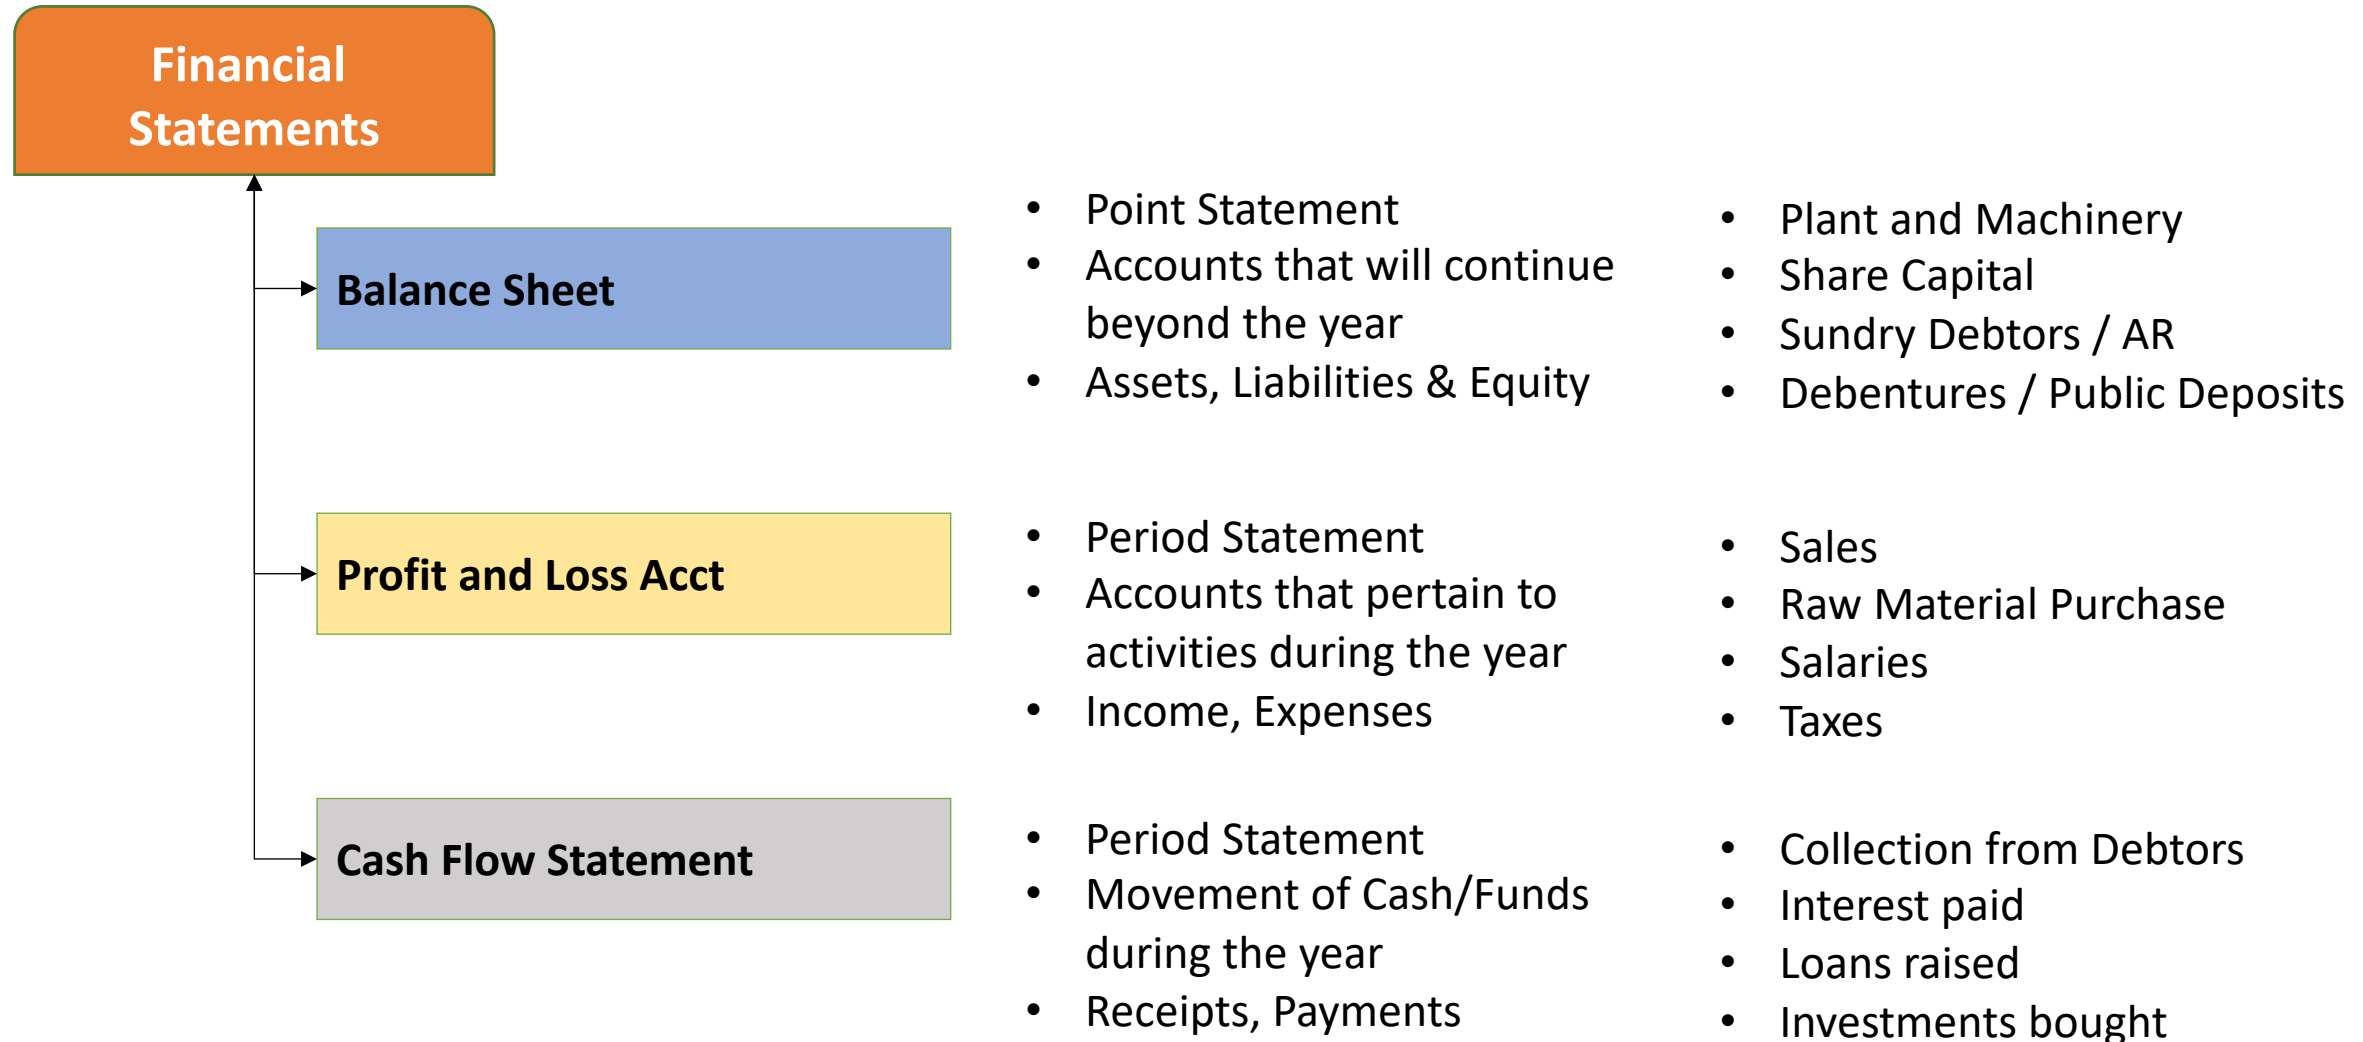 Financial
Statements
Balance Sheet
• Point Statement
• Accounts that will continue
beyond the year
• Assets, Liabilities & Equity
• Plant and Machinery
• Share Capital
• Sundry Debtors / AR
• Debentures / Public Deposits
Profit and Loss Acct
• Period Statement
• Accounts that pertain to
activities during the year
• Income, Expenses
• Sales
• Raw Material Purchase
• Salaries
• Taxes
Cash Flow Statement
• Period Statement
• Movement of Cash/Funds
during the year
• Receipts, Payments
• Collection from Debtors
• Interest paid
• Loans raised
• Investments bought